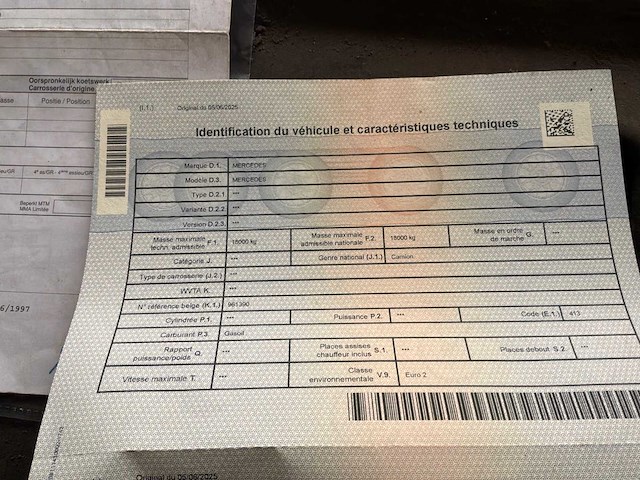 Oorspronkelijk koetswerk
Carrosserie d'origine
Positie / Position
Beperkt MTM
MMA Limitée
6/1997
(I.1.) Original du 05/06/2025
Identification du véhicule et caractéristiques techniques
Marque D.1. MERCEDES
Modèle D.3. MERCEDES
Type D.2.1 ---
Variante D.2.2. ---
Version D.2.3. ---
Masse maximale techn. admissible F.1. 18000 kg Masse maximale admissible nationale F.2. 18000 kg Masse en ordre de marche G. ---
Catégorie J. --- Genre national (J.1.) Camion
Type de carrosserie (J.2.) ---
WVTA K. ---
N° référence belge (K.1.) 961390
Cylindrée P.1. --- Puissance P.2. --- Code (E.1.) 413
Carburant P.3. Gasoil
Rapport puissance/poids Q. --- Places assises chauffeur inclus S.1. --- Places debout S.2. ---
Vitesse maximale T. --- Classe environnementale V.9. Euro 2
Original du 05/06/2025